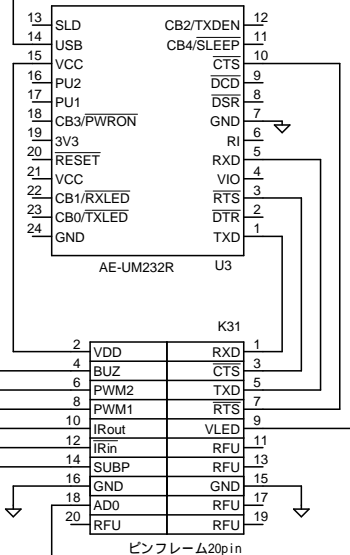 13 SLD CB2/TXDEN 12
14 USB CB4/SLEEP 11
15 VCC CTS 10
16 PU2 DCD 9
17 PU1 DSR 8
18 CB3/PWRON GND 7
19 3V3 RI 6
20 RESET RXD 5
21 VCC VIO 4
22 CB1/RXLED RTS 3
23 CB0/TXLED DTR 2
24 GND TXD 1
AE-UM232R U3
K31
2 VDD RXD 1
4 BUZ CTS 3
6 PWM2 TXD 5
8 PWM1 RTS 7
10 IRout VLED 9
12 IRin RFU 11
14 SUBP RFU 13
16 GND GND 15
18 AD0 RFU 17
20 RFU RFU 19
ピンフレーム20pin